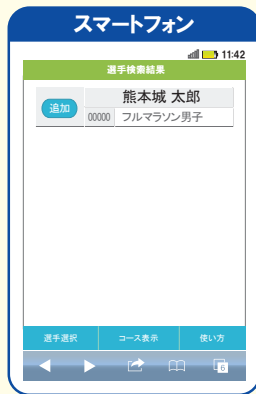 スマートフォン
11:42
選手検索結果
追加
熊本城 太郎
00000 フルマラソン男子
選手選択 コース表示 使い方
6